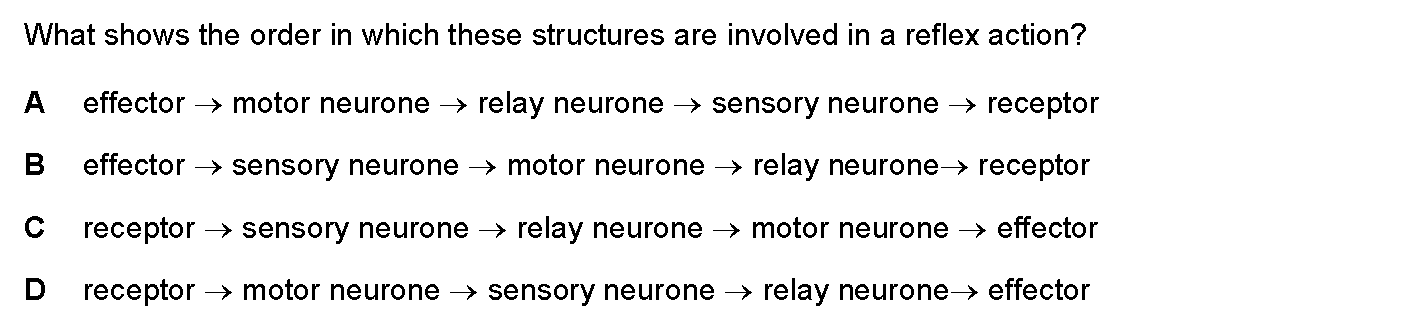 What shows the order in which these structures are involved in a reflex action?
A effector → motor neurone → relay neurone → sensory neurone → receptor
B effector → sensory neurone → motor neurone → relay neurone→ receptor
C receptor → sensory neurone → relay neurone → motor neurone → effector
D receptor → motor neurone → sensory neurone → relay neurone→ effector